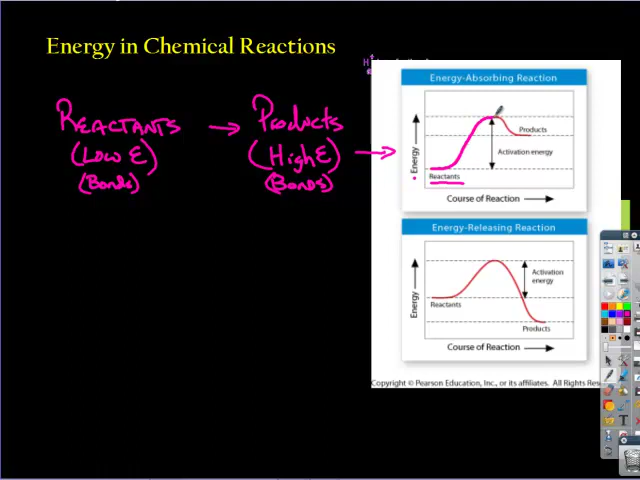 Energy in Chemical Reactions
REACTANTS → Products
(Low E) (High E) →
(Bonds) (Bonds)
Energy-Absorbing Reaction
Energy
Products
Activation energy
Reactants
Course of Reaction
Energy-Releasing Reaction
Energy
Activation
energy
Reactants
Products
Course of Reaction
Copyright © Pearson Education, Inc., or its affiliates. All Rights